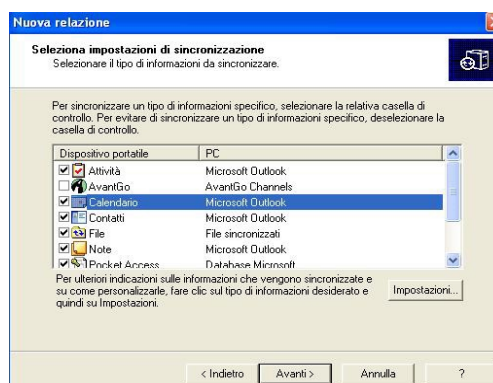 Nuova relazione
Seleziona impostazioni di sincronizzazione
Selezionare il tipo di informazioni da sincronizzare.
Per sincronizzare un tipo di informazioni specifico, selezionare la relativa casella di
controllo. Per evitare di sincronizzare un tipo di informazioni specifico, deselezionare la
casella di controllo.
Dispositivo portatile PC
Attività Microsoft Outlook
AvantGo AvantGo Channels
Calendario Microsoft Outlook
Contatti Microsoft Outlook
File File sincronizzati
Note Microsoft Outlook
Pocket Access Database Microsoft
Per ulteriori indicazioni sulle informazioni che vengono sincronizzate e
su come personalizzarle, fare clic sul tipo di informazioni desiderato e
quindi su Impostazioni.
Impostazioni...
< Indietro Avanti > Annulla ?